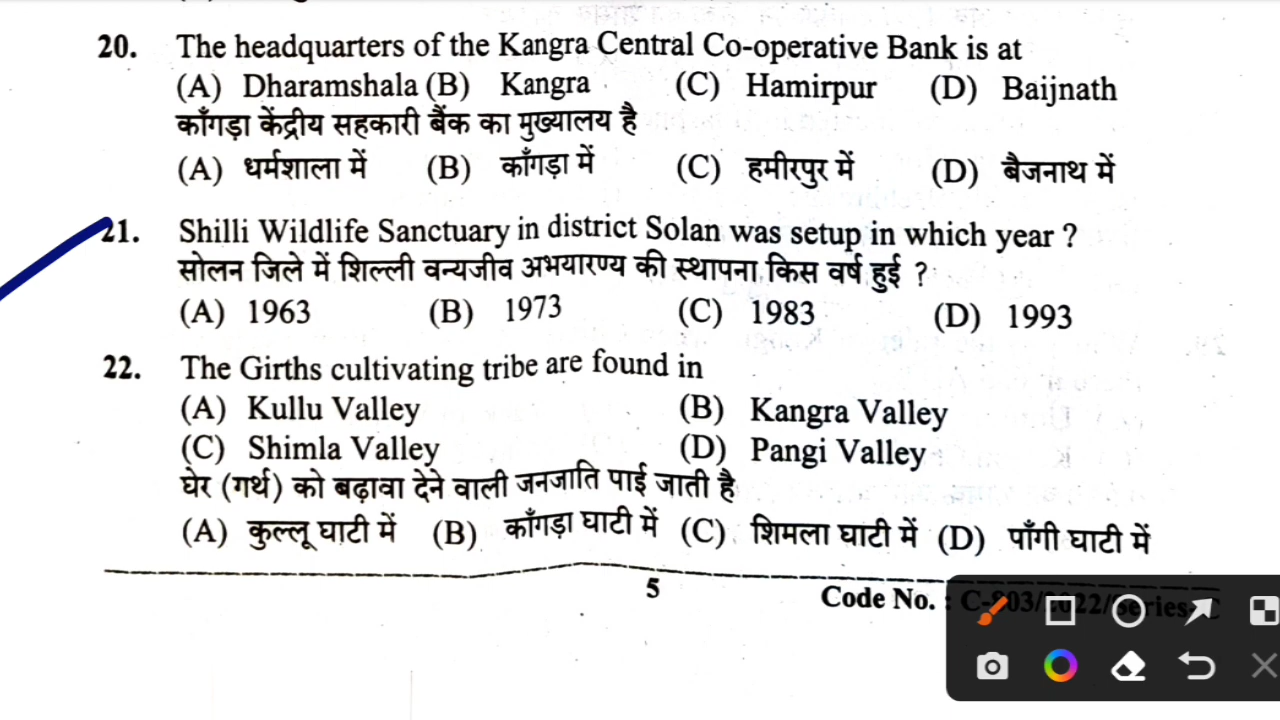 20. The headquarters of the Kangra Central Co-operative Bank is at
(A) Dharamshala (B) Kangra (C) Hamirpur (D) Baijnath
काँगड़ा केंद्रीय सहकारी बैंक का मुख्यालय है
(A) धर्मशाला में (B) काँगड़ा में (C) हमीरपुर में (D) बैजनाथ में
21. Shilli Wildlife Sanctuary in district Solan was setup in which year ?
सोलन जिले में शिल्ली वन्यजीव अभयारण्य की स्थापना किस वर्ष हुई ?
(A) 1963 (B) 1973 (C) 1983 (D) 1993
22. The Girths cultivating tribe are found in
(A) Kullu Valley (B) Kangra Valley
(C) Shimla Valley (D) Pangi Valley
घेर (गर्थ) को बढ़ावा देने वाली जनजाति पाई जाती है
(A) कुल्लू घाटी में (B) काँगड़ा घाटी में (C) शिमला घाटी में (D) पाँगी घाटी में
5
Code No. : C-803/2022/Series-C